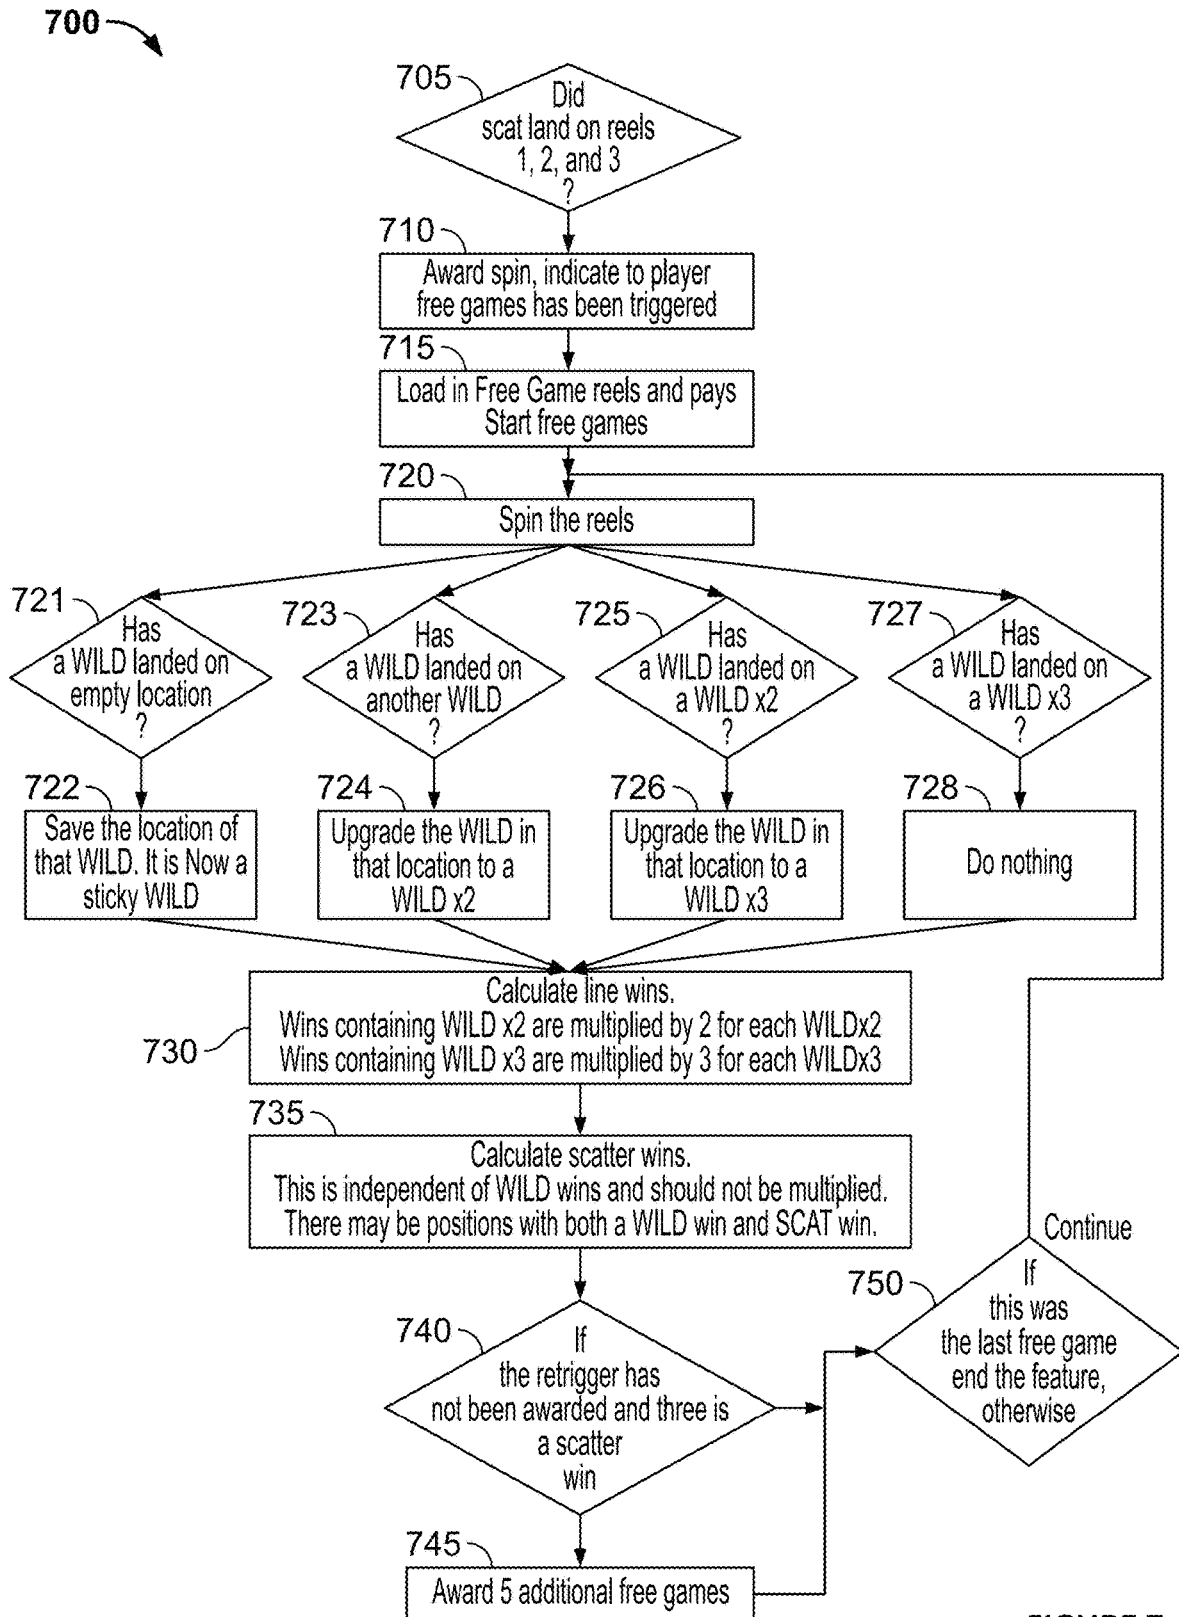 700
705
Did
scat land on reels
1, 2, and 3
?
710
Award spin, indicate to player
free games has been triggered
715
Load in Free Game reels and pays
Start free games
720
Spin the reels
721
Has
a WILD landed on
empty location
?
723
Has
a WILD landed on
another WILD
?
725
Has
a WILD landed on
a WILD x2
?
727
Has
a WILD landed on
a WILD x3
?
722
Save the location of
that WILD. It is Now a
sticky WILD
724
Upgrade the WILD in
that location to a
WILD x2
726
Upgrade the WILD in
that location to a
WILD x3
728
Do nothing
730
Calculate line wins.
Wins containing WILD x2 are multiplied by 2 for each WILDx2
Wins containing WILD x3 are multiplied by 3 for each WILDx3
735
Calculate scatter wins.
This is independent of WILD wins and should not be multiplied.
There may be positions with both a WILD win and SCAT win.
740
If
the retrigger has
not been awarded and three is
a scatter
win
745
Award 5 additional free games
750
If
this was
the last free game
end the feature,
otherwise
Continue